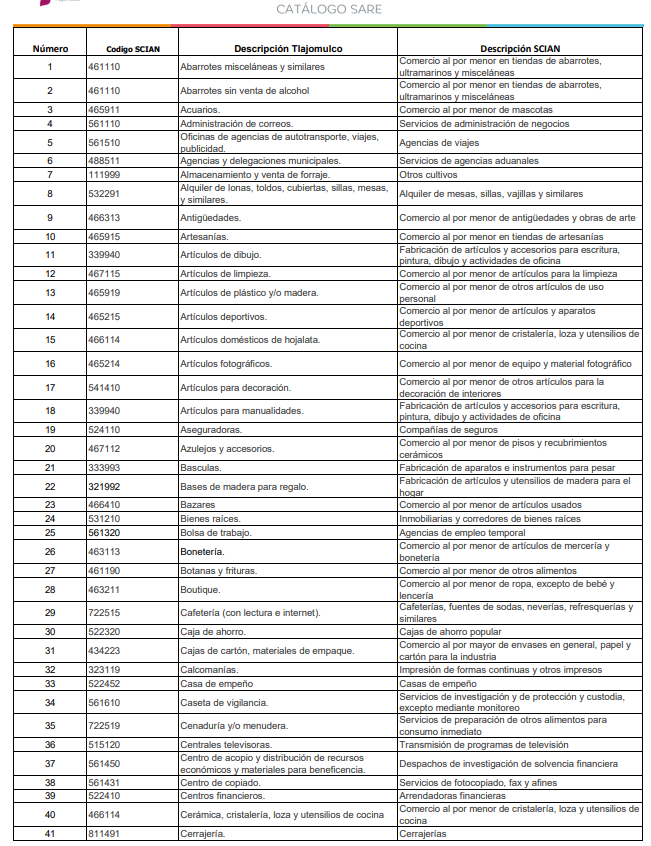 CATÁLOGO SARE
Número Codigo SCIAN Descripción Tlajomulco Descripción SCIAN
1 461110 Abarrotes misceláneas y similares Comercio al por menor en tiendas de abarrotes,
ultramarinos y misceláneas
2 461110 Abarrotes sin venta de alcohol Comercio al por menor en tiendas de abarrotes,
ultramarinos y misceláneas
3 465911 Acuarios. Comercio al por menor de mascotas
4 561110 Administración de correos. Servicios de administración de negocios
5 561510 Oficinas de agencias de autotransporte, viajes,
publicidad. Agencias de viajes
6 488511 Agencias y delegaciones municipales. Servicios de agencias aduanales
7 111999 Almacenamiento y venta de forraje. Otros cultivos
8 532291 Alquiler de lonas, toldos, cubiertas, sillas, mesas,
y similares. Alquiler de mesas, sillas, vajillas y similares
9 466313 Antigüedades. Comercio al por menor de antigüedades y obras de arte
10 465915 Artesanías. Comercio al por menor en tiendas de artesanías
11 339940 Artículos de dibujo. Fabricación de artículos y accesorios para escritura,
pintura, dibujo y actividades de oficina
12 467115 Artículos de limpieza. Comercio al por menor de artículos para la limpieza
13 465919 Artículos de plástico y/o madera. Comercio al por menor de otros artículos de uso
personal
14 465215 Artículos deportivos. Comercio al por menor de artículos y aparatos
deportivos
15 466114 Artículos domésticos de hojalata. Comercio al por menor de cristalería, loza y utensilios de
cocina
16 465214 Artículos fotográficos. Comercio al por menor de equipo y material fotográfico
17 541410 Artículos para decoración. Comercio al por menor de otros artículos para la
decoración de interiores
18 339940 Artículos para manualidades. Fabricación de artículos y accesorios para escritura,
pintura, dibujo y actividades de oficina
19 524110 Aseguradoras. Compañías de seguros
20 467112 Azulejos y accesorios. Comercio al por menor de pisos y recubrimientos
cerámicos
21 333993 Basculas. Fabricación de aparatos e instrumentos para pesar
22 321992 Bases de madera para regalo. Fabricación de artículos y utensilios de madera para el
hogar
23 466410 Bazares Comercio al por menor de artículos usados
24 531210 Bienes raíces. Inmobiliarias y corredores de bienes raíces
25 561320 Bolsa de trabajo. Agencias de empleo temporal
26 463113 Bonetería. Comercio al por menor de artículos de mercería y
bonetería
27 461190 Botanas y frituras. Comercio al por menor de otros alimentos
28 463211 Boutique. Comercio al por menor de ropa, excepto de bebé y
lencería
29 722515 Cafetería (con lectura e internet). Cafeterías, fuentes de sodas, neverías, refresquerías y
similares
30 522320 Caja de ahorro. Cajas de ahorro popular
31 434223 Cajas de cartón, materiales de empaque. Comercio al por mayor de envases en general, papel y
cartón para la industria
32 323119 Calcomanías. Impresión de formas continuas y otros impresos
33 522452 Casa de empeño Casas de empeño
34 561610 Caseta de vigilancia. Servicios de investigación y de protección y custodia,
excepto mediante monitoreo
35 722519 Cenaduría y/o menudera. Servicios de preparación de otros alimentos para
consumo inmediato
36 515120 Centrales televisoras. Transmisión de programas de televisión
37 561450 Centro de acopio y distribución de recursos
económicos y materiales para beneficencia. Despachos de investigación de solvencia financiera
38 561431 Centro de copiado. Servicios de fotocopiado, fax y afines
39 522410 Centros financieros. Arrendadoras financieras
40 466114 Cerámica, cristalería, loza y utensilios de cocina Comercio al por menor de cristalería, loza y utensilios de
cocina
41 811491 Cerrajería. Cerrajerías